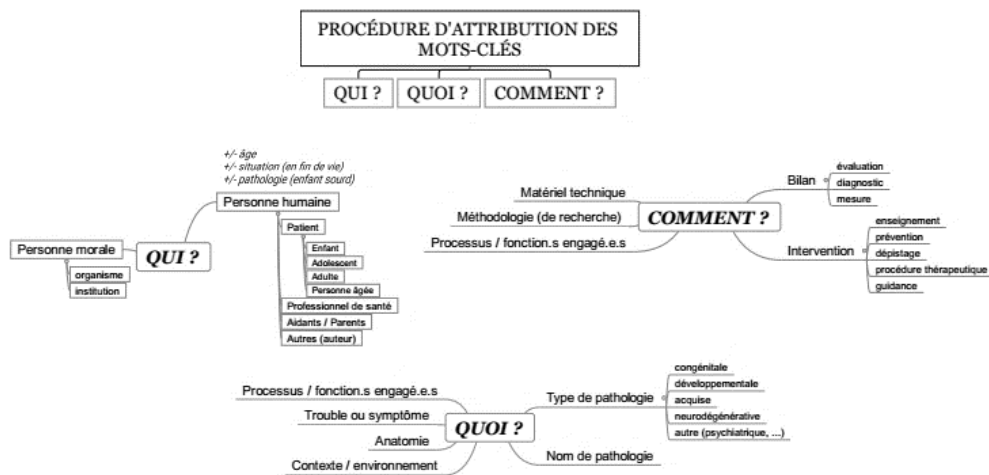 PROCÉDURE D'ATTRIBUTION DES
MOTS-CLÉS
QUI ?
QUOI ?
COMMENT ?
+/- âge
+/- situation (en fin de vie)
+/- pathologie (enfant sourd)
Personne humaine
Patient
Enfant
Adolescent
Adulte
Personne âgée
Professionnel de santé
Aidants / Parents
Autres (auteur)
Personne morale
organisme
institution
QUI ?
Matériel technique
Méthodologie (de recherche)
Processus / fonction.s engagé.e.s
COMMENT ?
Bilan
évaluation
diagnostic
mesure
Intervention
enseignement
prévention
dépistage
procédure thérapeutique
guidance
Processus / fonction.s engagé.e.s
Trouble ou symptôme
Anatomie
Contexte / environnement
QUOI ?
Type de pathologie
congénitale
développementale
acquise
neurodégénérative
autre (psychiatrique, ...)
Nom de pathologie